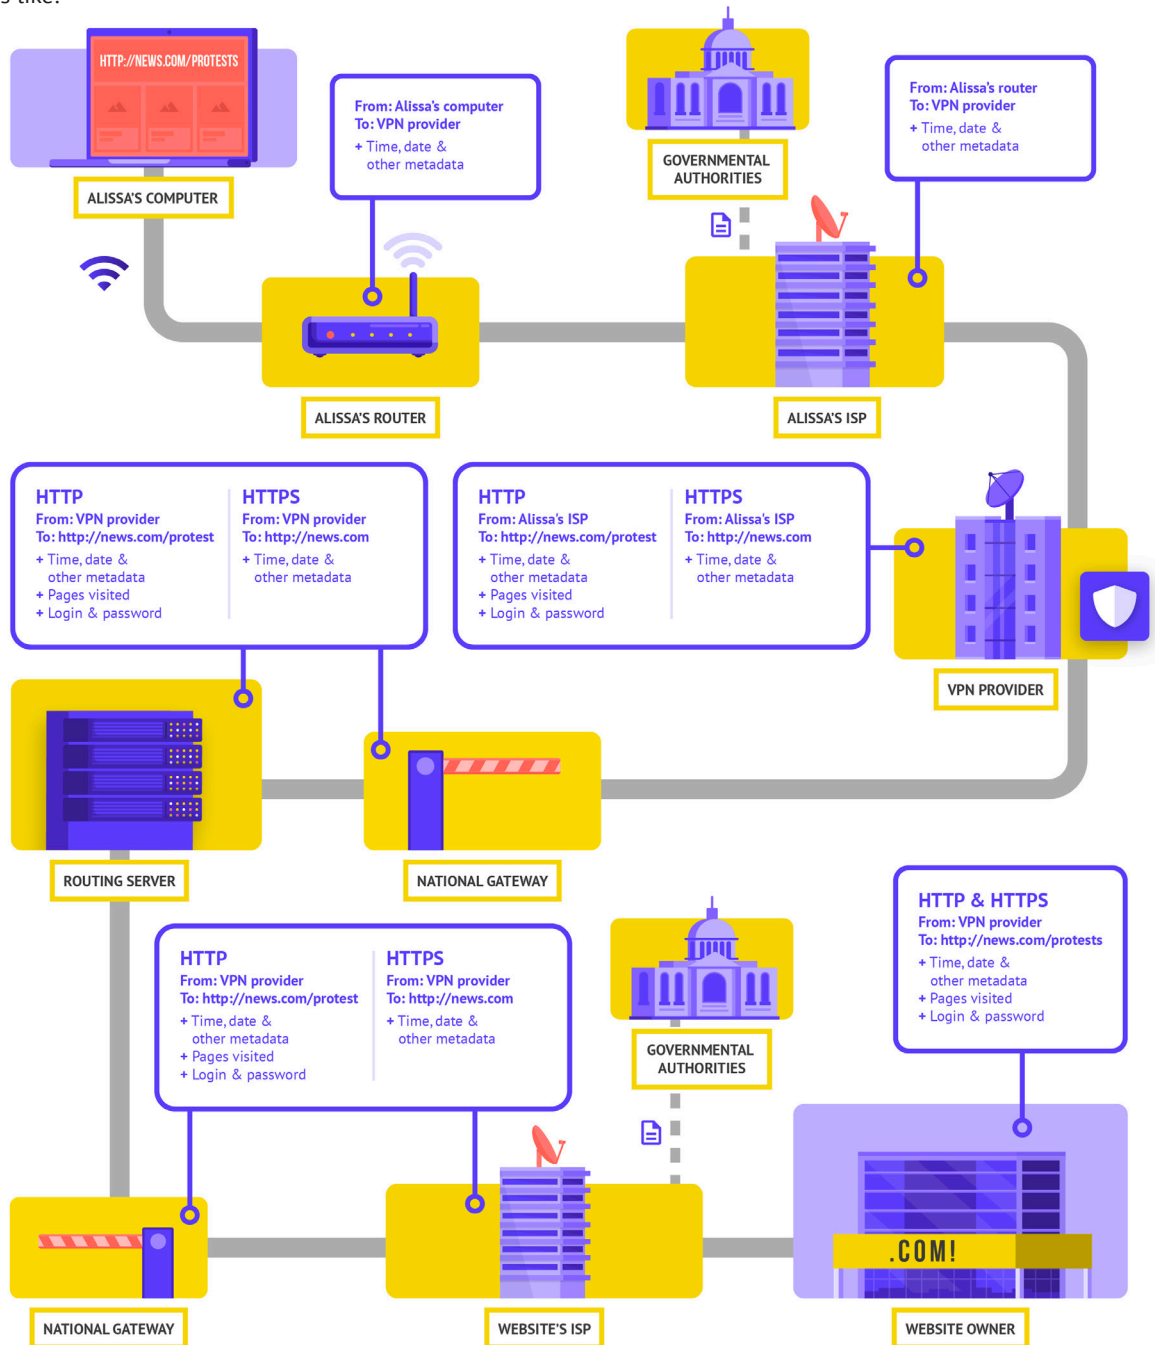 s like?
HTTP://NEWS.COM/PROTESTS
ALISSA'S COMPUTER
From: Alissa's computer
To: VPN provider
+ Time, date &
other metadata
ALISSA'S ROUTER
GOVERNMENTAL
AUTHORITIES
From: Alissa's router
To: VPN provider
+ Time, date &
other metadata
ALISSA'S ISP
HTTP
From: VPN provider
To: http://news.com/protest
+ Time, date &
other metadata
+ Pages visited
+ Login & password
HTTPS
From: VPN provider
To: http://news.com
+ Time, date &
other metadata
HTTP
From: Alissa's ISP
To: http://news.com/protest
+ Time, date &
other metadata
+ Pages visited
+ Login & password
HTTPS
From: Alissa's ISP
To: http://news.com
+ Time, date &
other metadata
VPN PROVIDER
ROUTING SERVER
NATIONAL GATEWAY
HTTP
From: VPN provider
To: http://news.com/protest
+ Time, date &
other metadata
+ Pages visited
+ Login & password
HTTPS
From: VPN provider
To: http://news.com
+ Time, date &
other metadata
GOVERNMENTAL
AUTHORITIES
HTTP & HTTPS
From: VPN provider
To: http://news.com/protests
+ Time, date &
other metadata
+ Pages visited
+ Login & password
.COM!
NATIONAL GATEWAY
WEBSITE'S ISP
WEBSITE OWNER